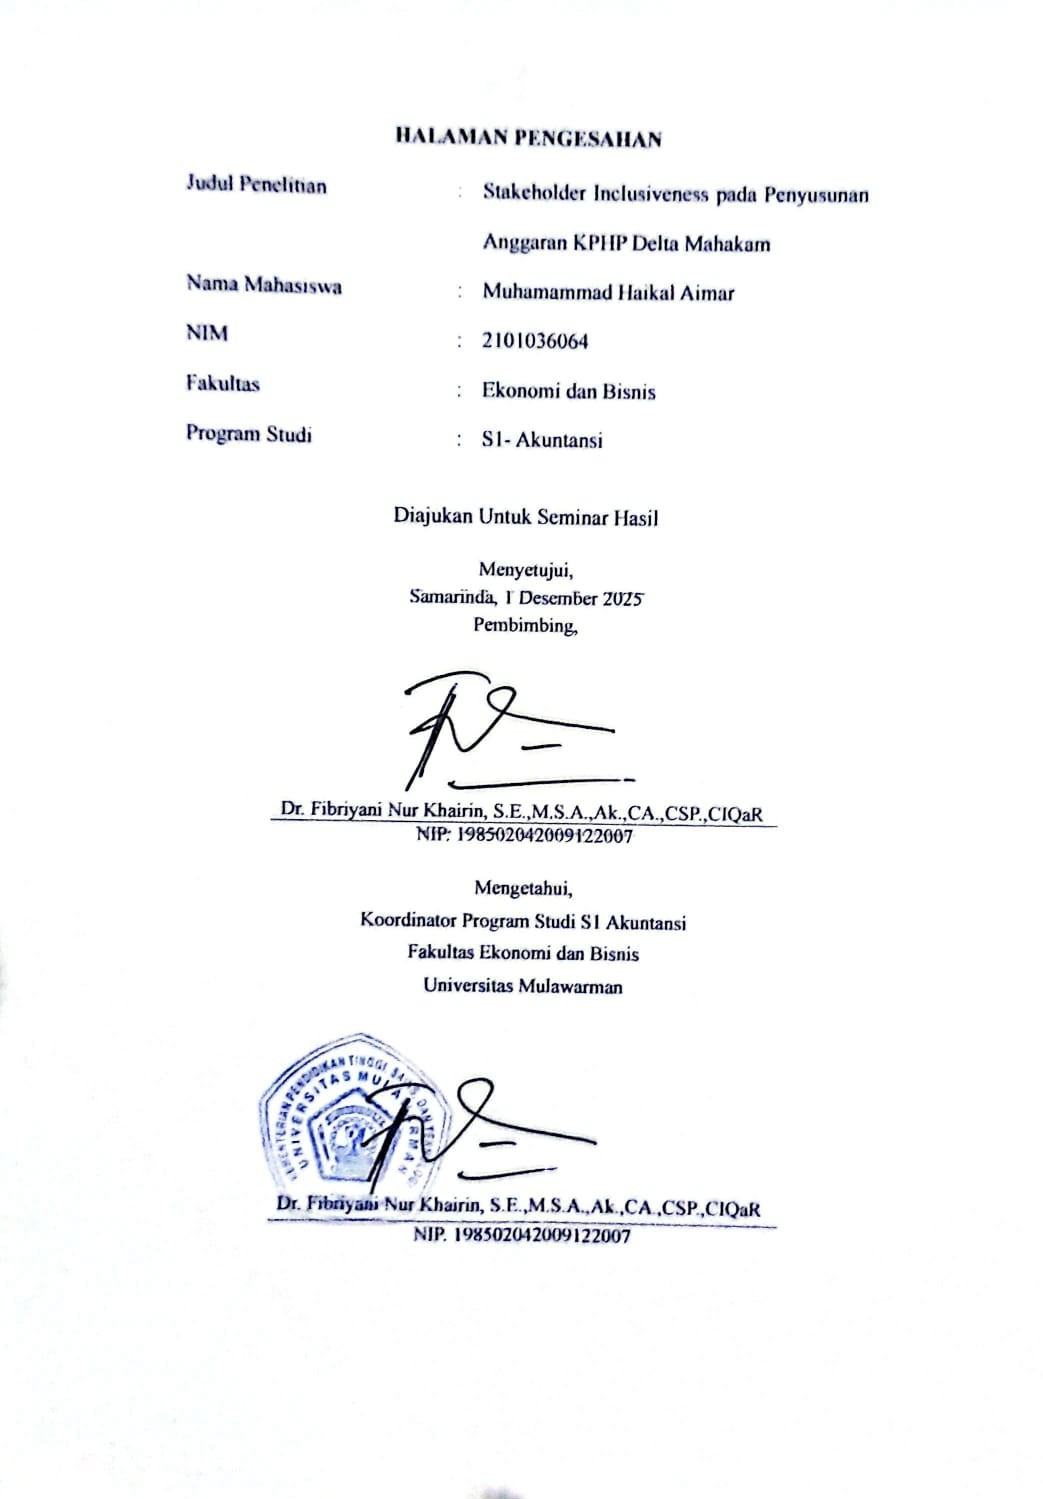 HALAMAN PENGESAHAN
Judul Penelitian : Stakeholder Inclusiveness pada Penyusunan
Anggaran KPHP Delta Mahakam
Nama Mahasiswa : Muhamammad Haikal Aimar
NIM : 2101036064
Fakultas : Ekonomi dan Bisnis
Program Studi : S1- Akuntansi
Diajukan Untuk Seminar Hasil
Menyetujui,
Samarinda, 1 Desember 2025
Pembimbing,
Dr. Fibriyani Nur Khairin, S.E.,M.S.A.,Ak.,CA.,CSP.,CIQaR
NIP: 198502042009122007
Mengetahui,
Koordinator Program Studi S1 Akuntansi
Fakultas Ekonomi dan Bisnis
Universitas Mulawarman
PENDIDIKAN TINGGI
UNIVERSITAS
Dr. Fibriyani Nur Khairin, S.E.,M.S.A.,Ak.,CA.,CSP.,CIQaR
NIP. 198502042009122007